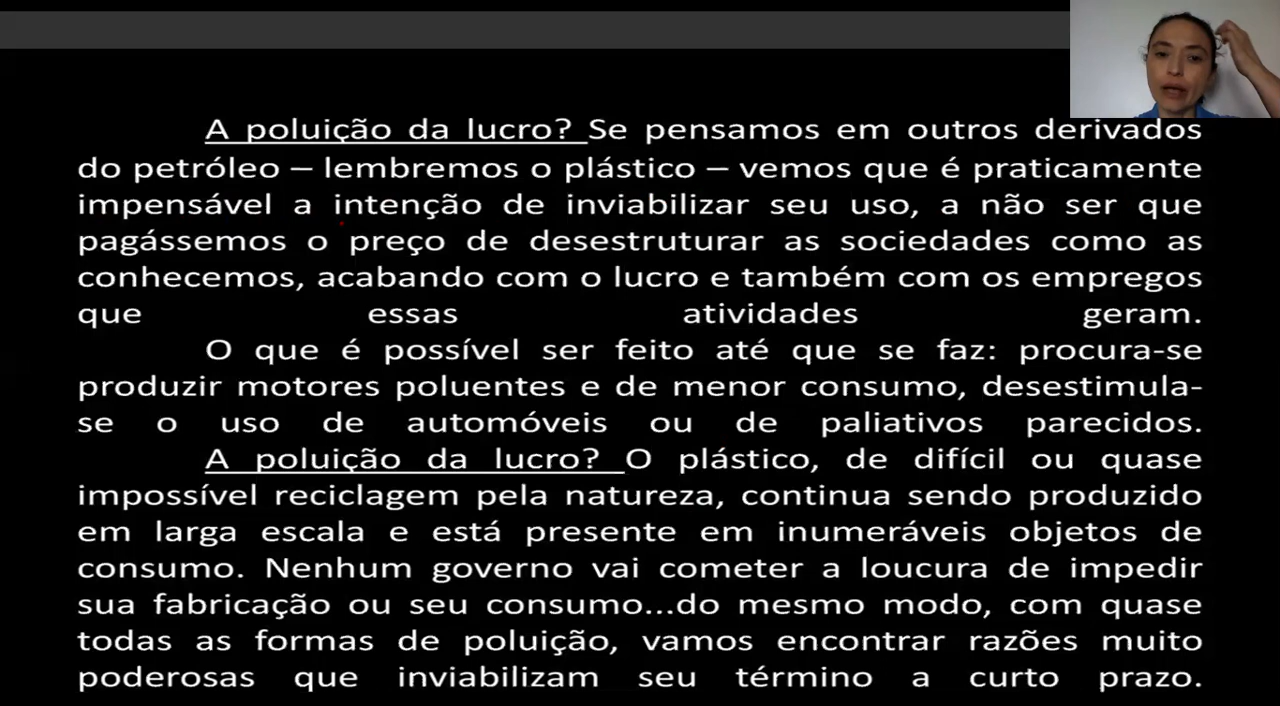 A poluição da lucro? Se pensamos em outros derivados
do petróleo – lembremos o plástico – vemos que é praticamente
impensável a intenção de inviabilizar seu uso, a não ser que
pagássemos o preço de desestruturar as sociedades como as
conhecemos, acabando com o lucro e também com os empregos
que essas atividades geram.
O que é possível ser feito até que se faz: procura-se
produzir motores poluentes e de menor consumo, desestimula-
se o uso de automóveis ou de paliativos parecidos.
A poluição da lucro? O plástico, de difícil ou quase
impossível reciclagem pela natureza, continua sendo produzido
em larga escala e está presente em inumeráveis objetos de
consumo. Nenhum governo vai cometer a loucura de impedir
sua fabricação ou seu consumo...do mesmo modo, com quase
todas as formas de poluição, vamos encontrar razões muito
poderosas que inviabilizam seu término a curto prazo.